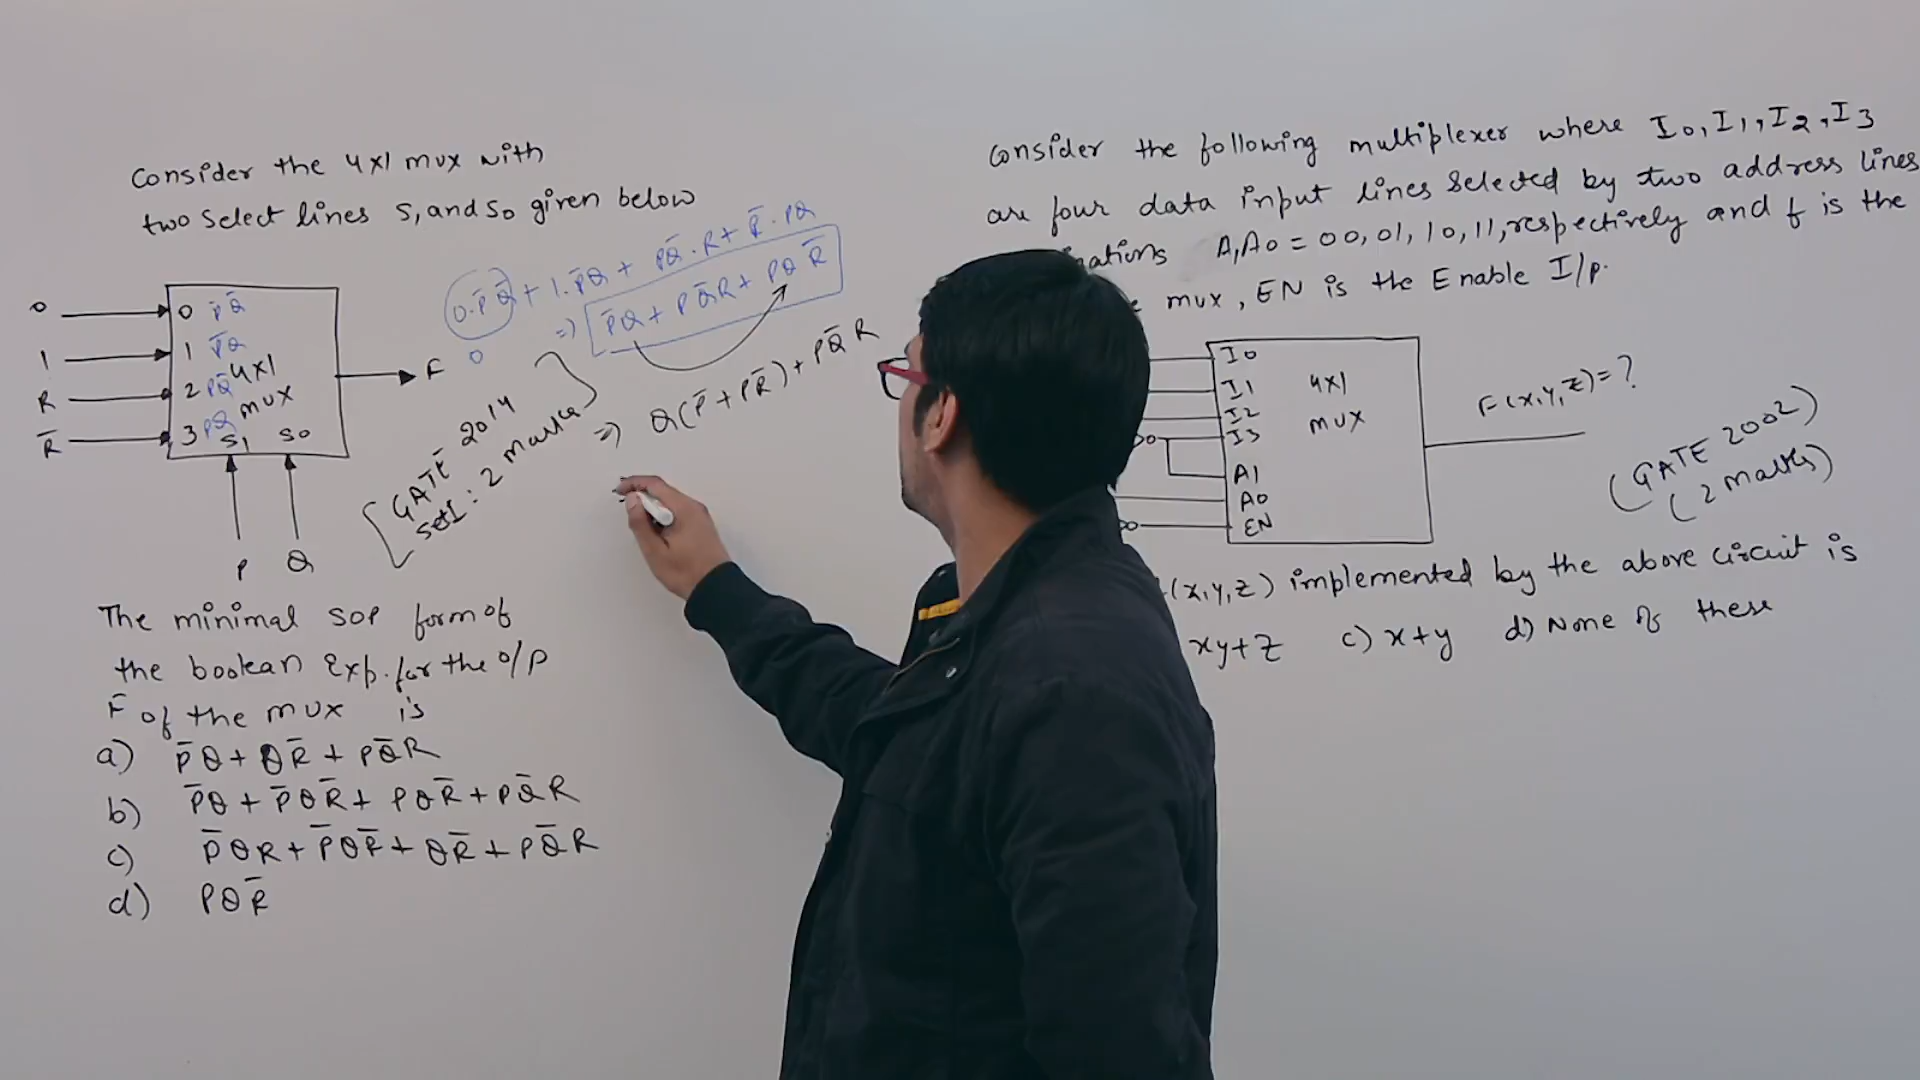 Consider the 4x1 mux with
two select lines S1 and S0 given below
0
1
R
R̅
0 P̅Q̅
1 P̅Q
2 PQ̅
3 PQ
4x1
mux
S1 S0
P Q
F
0.P̅Q̅ + 1.P̅Q + PQ̅.R + R̅.PQ
0
=) P̅Q + PQ̅R + PQR̅
=) Q(P̅ + PR̅) + PQ̅R
[GATE 2014
Set1: 2 marks]
The minimal SOP form of
the boolean Exp. for the o/p
F of the mux is
a) P̅Q + QR̅ + PQ̅R
b) P̅Q + P̅QR̅ + PQR̅ + PQ̅R
c) P̅QR + P̅QR̅ + QR̅ + PQ̅R
d) PQR̅
Consider the following multiplexer where I0, I1, I2, I3
are four data input lines selected by two address lines
A1A0 = 00, 01, 10, 11, respectively and f is the
mux, EN is the Enable I/p.
I0
I1
I2
I3
A1
A0
EN
4x1
mux
F(x,y,z)=?
(GATE 2002)
(2 marks)
(x,y,z) implemented by the above circuit is
xy+z c) x+y d) None of these